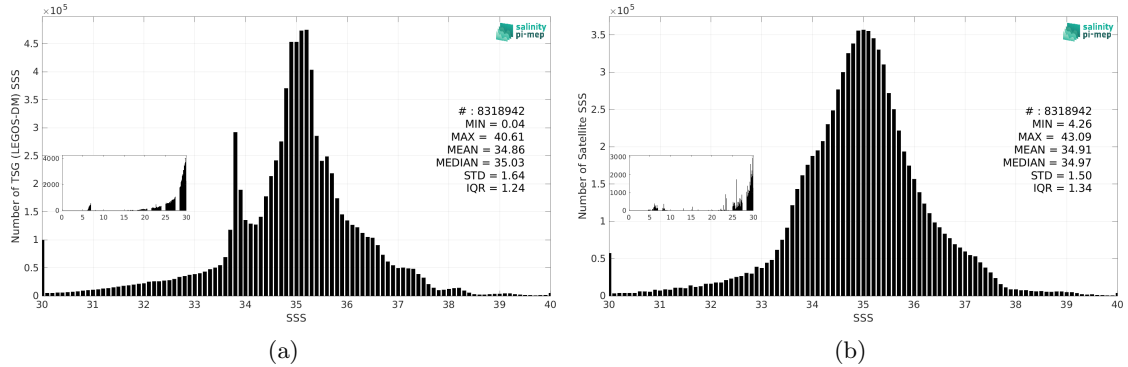 ×10⁵
salinity
pi-mep
4.5
4
3.5
3
2.5
2
1.5
1
0.5
0
Number of TSG (LEGOS-DM) SSS
# : 8318942
MIN = 0.04
MAX = 40.61
MEAN = 34.86
MEDIAN = 35.03
STD = 1.64
IQR = 1.24
4000
2000
0
0 5 10 15 20 25 30
30 31 32 33 34 35 36 37 38 39 40
SSS
(a)
×10⁵
salinity
pi-mep
3.5
3
2.5
2
1.5
1
0.5
0
Number of Satellite SSS
# : 8318942
MIN = 4.26
MAX = 43.09
MEAN = 34.91
MEDIAN = 34.97
STD = 1.50
IQR = 1.34
3000
2000
1000
0
0 5 10 15 20 25 30
30 31 32 33 34 35 36 37 38 39 40
SSS
(b)